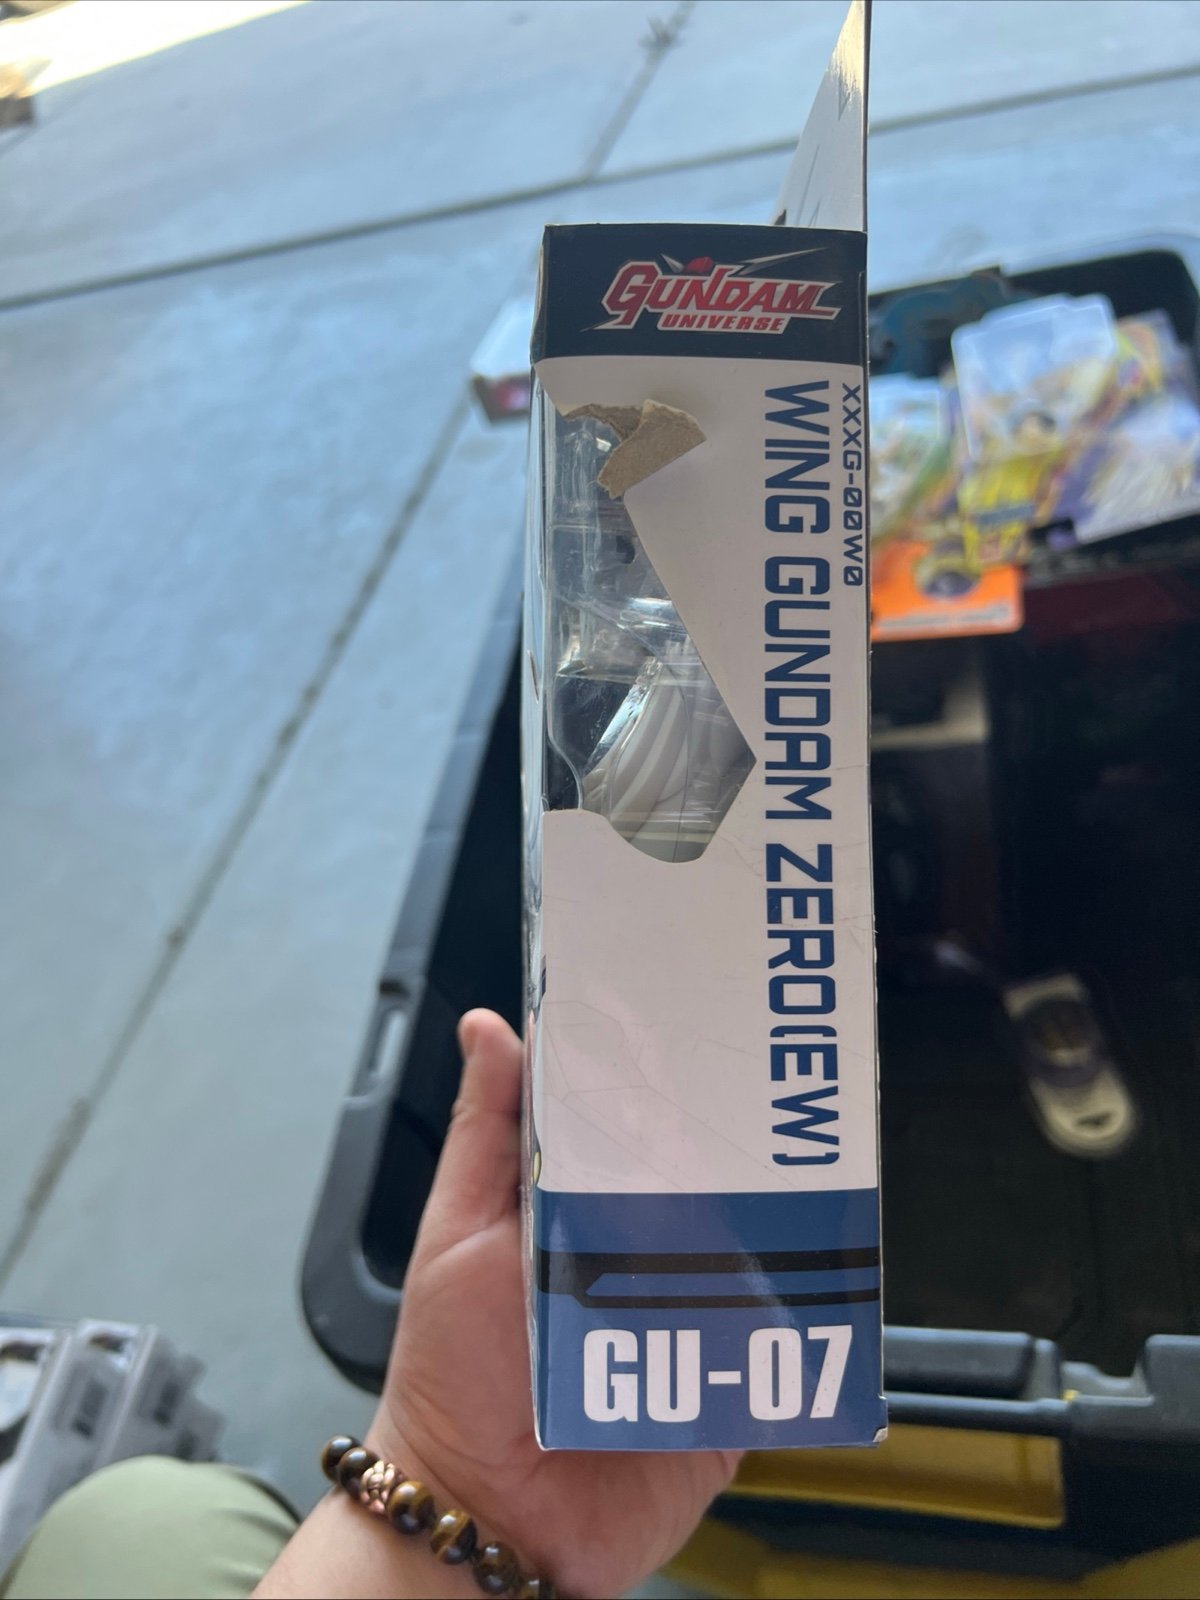 GUNDAM
UNIVERSE
XXXG-00W0
WING GUNDAM ZERO(EW)
GU-07